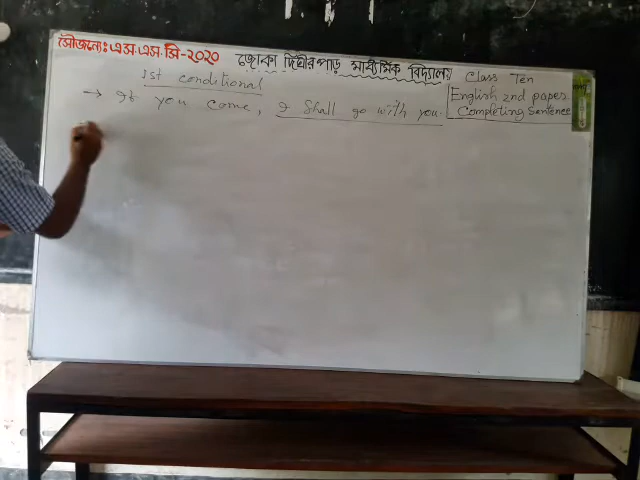 সৌজন্যে: এস.এস.সি-২০২০
জোকা দিঘীরপাড় মাধ্যমিক বিদ্যালয়
Class Ten
English 2nd paper
Completing Sentence
1st conditional
→ If you come, I Shall go with you.